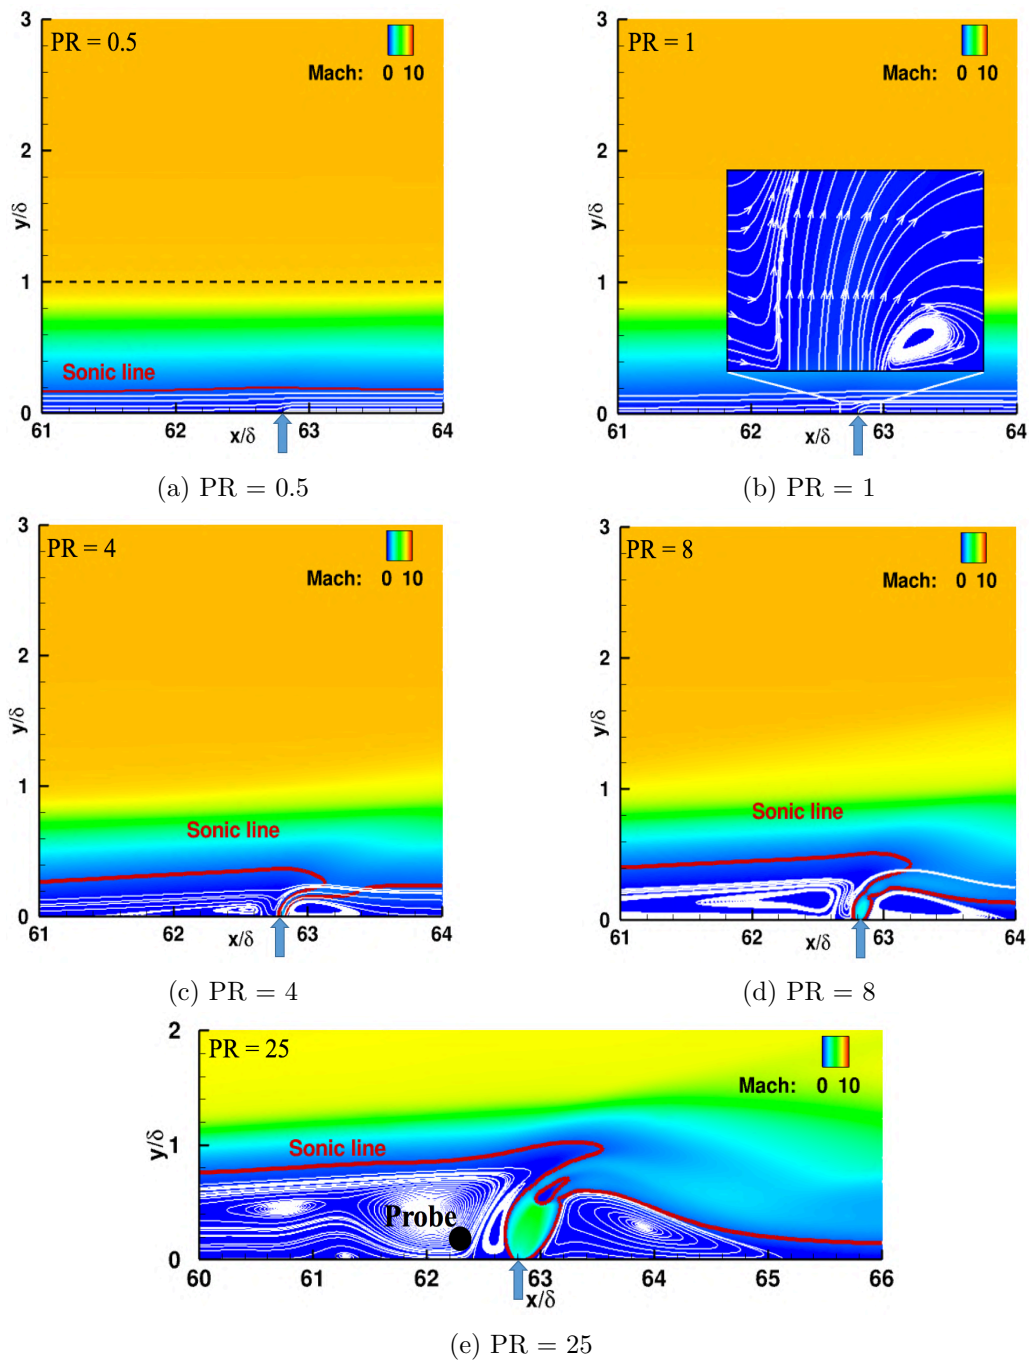 3
PR = 0.5
Mach: 0 10
2
y/δ
1
Sonic line
0
61 62 63 64
x/δ
(a) PR = 0.5
3
PR = 1
Mach: 0 10
2
y/δ
1
0
61 62 63 64
x/δ
(b) PR = 1
3
PR = 4
Mach: 0 10
2
y/δ
1
Sonic line
0
61 62 63 64
x/δ
(c) PR = 4
3
PR = 8
Mach: 0 10
2
y/δ
1
Sonic line
0
61 62 63 64
x/δ
(d) PR = 8
2
PR = 25
Mach: 0 10
y/δ
1
Sonic line
Probe
0
60 61 62 63 64 65 66
x/δ
(e) PR = 25